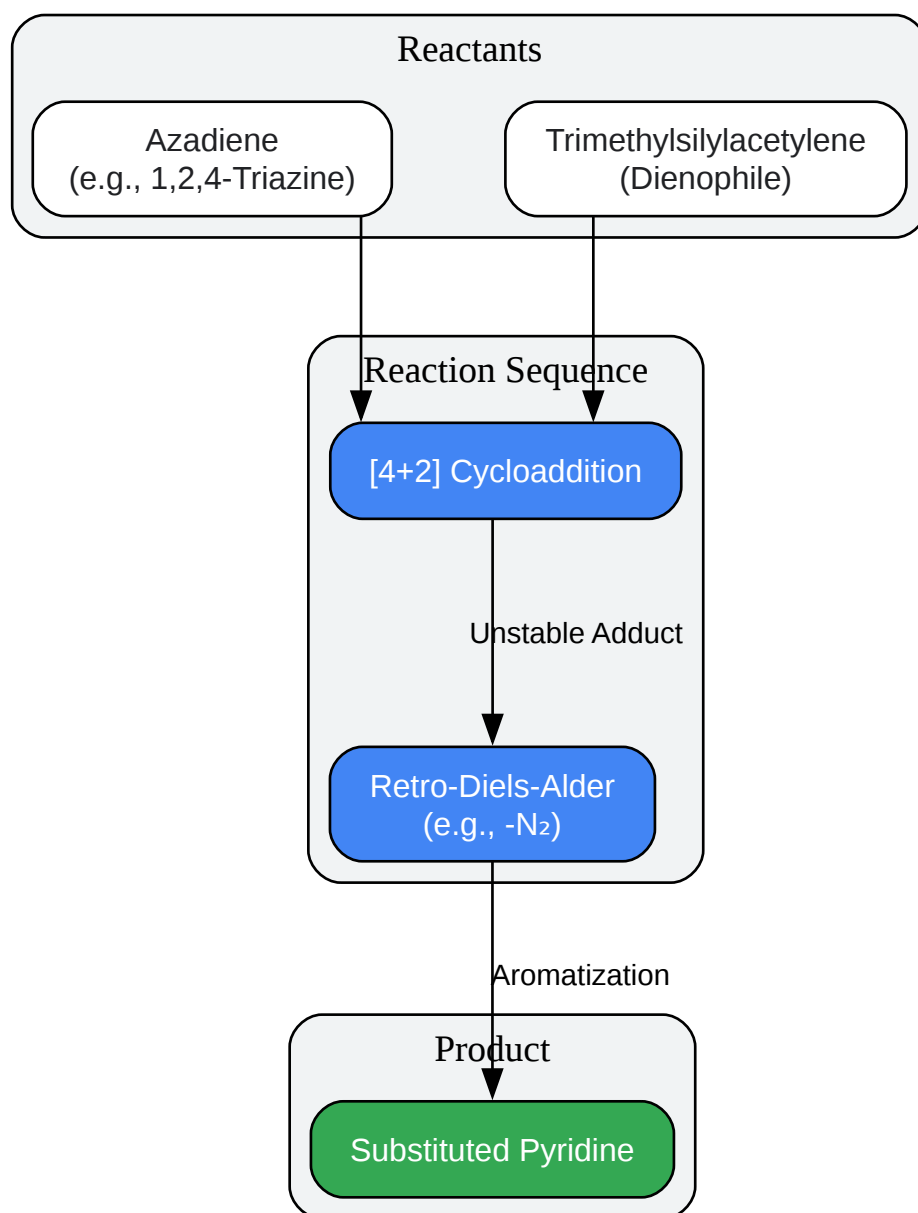 Reactants
Azadiene
(e.g., 1,2,4-Triazine)
Trimethylsilylacetylene
(Dienophile)
Reaction Sequence
[4+2] Cycloaddition
Unstable Adduct
Retro-Diels-Alder
(e.g., -N₂)
Aromatization
Product
Substituted Pyridine